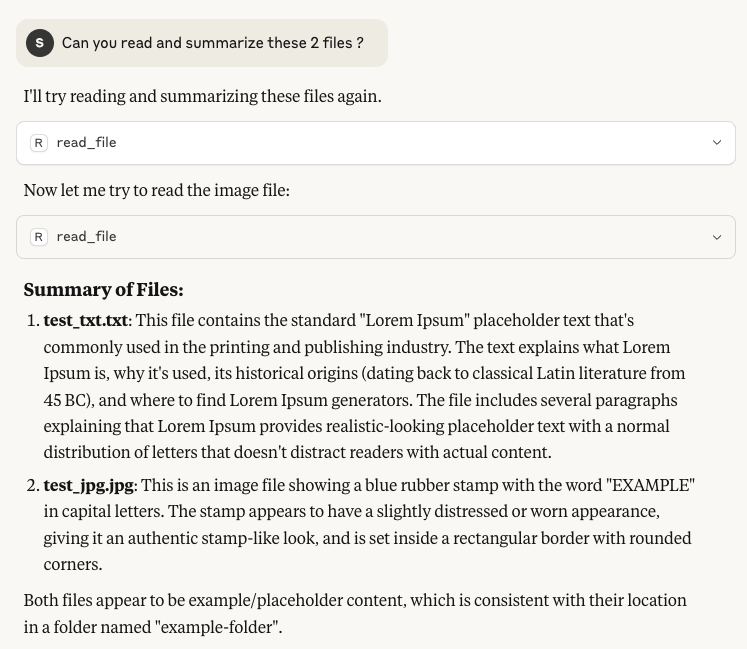 S Can you read and summarize these 2 files ?
I'll try reading and summarizing these files again.
R read_file
Now let me try to read the image file:
R read_file
Summary of Files:
1. test_txt.txt: This file contains the standard "Lorem Ipsum" placeholder text that's
commonly used in the printing and publishing industry. The text explains what Lorem
Ipsum is, why it's used, its historical origins (dating back to classical Latin literature from
45 BC), and where to find Lorem Ipsum generators. The file includes several paragraphs
explaining that Lorem Ipsum provides realistic-looking placeholder text with a normal
distribution of letters that doesn't distract readers with actual content.
2. test_jpg.jpg: This is an image file showing a blue rubber stamp with the word "EXAMPLE"
in capital letters. The stamp appears to have a slightly distressed or worn appearance,
giving it an authentic stamp-like look, and is set inside a rectangular border with rounded
corners.
Both files appear to be example/placeholder content, which is consistent with their location
in a folder named "example-folder".